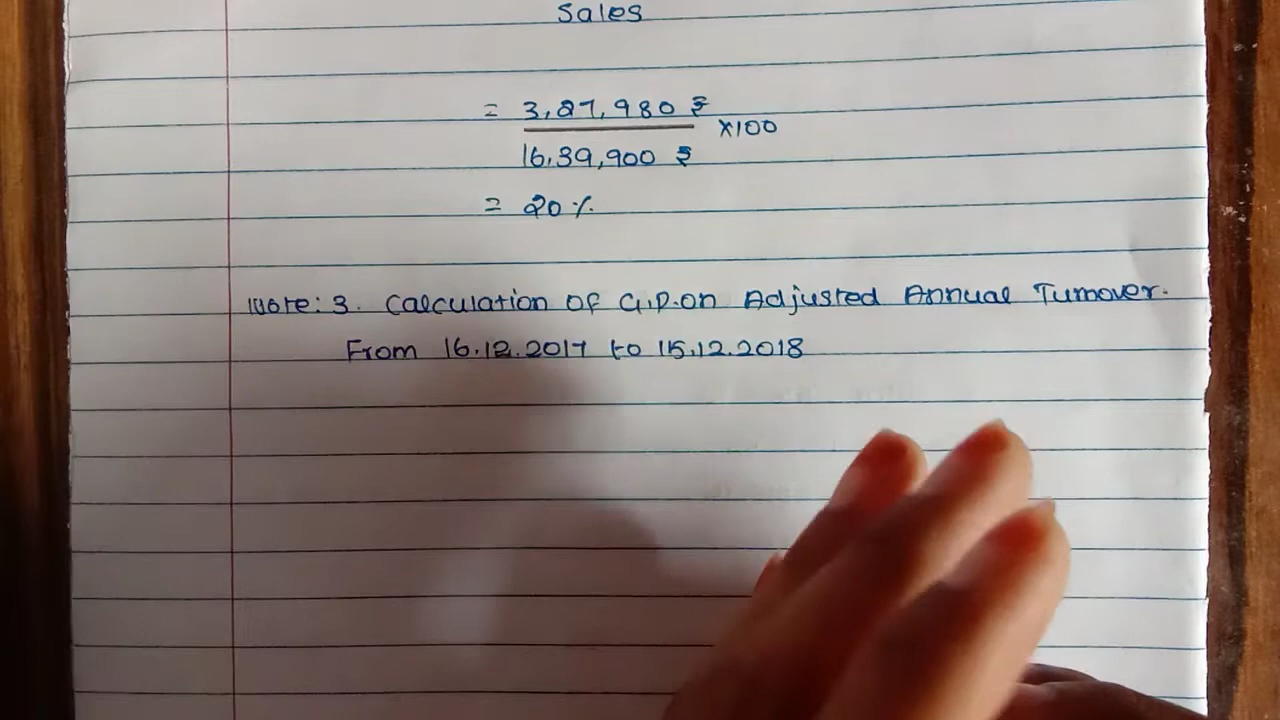 Sales
= 3,27,980 ₹
×100
16,39,900 ₹
= 20 %
Note: 3. Calculation of G.P. on Adjusted Annual Turnover.
From 16.12.2017 to 15.12.2018